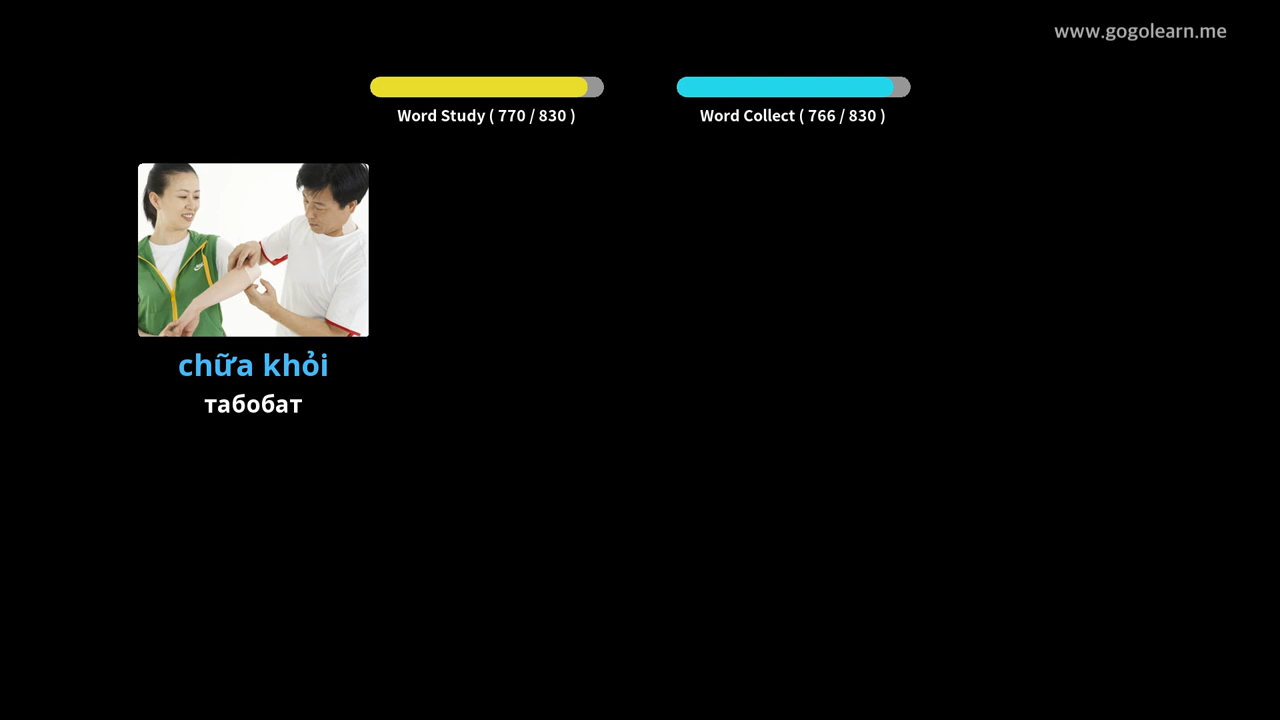 www.gogolearn.me
Word Study ( 770 / 830 )
Word Collect ( 766 / 830 )
chữa khỏi
табобат